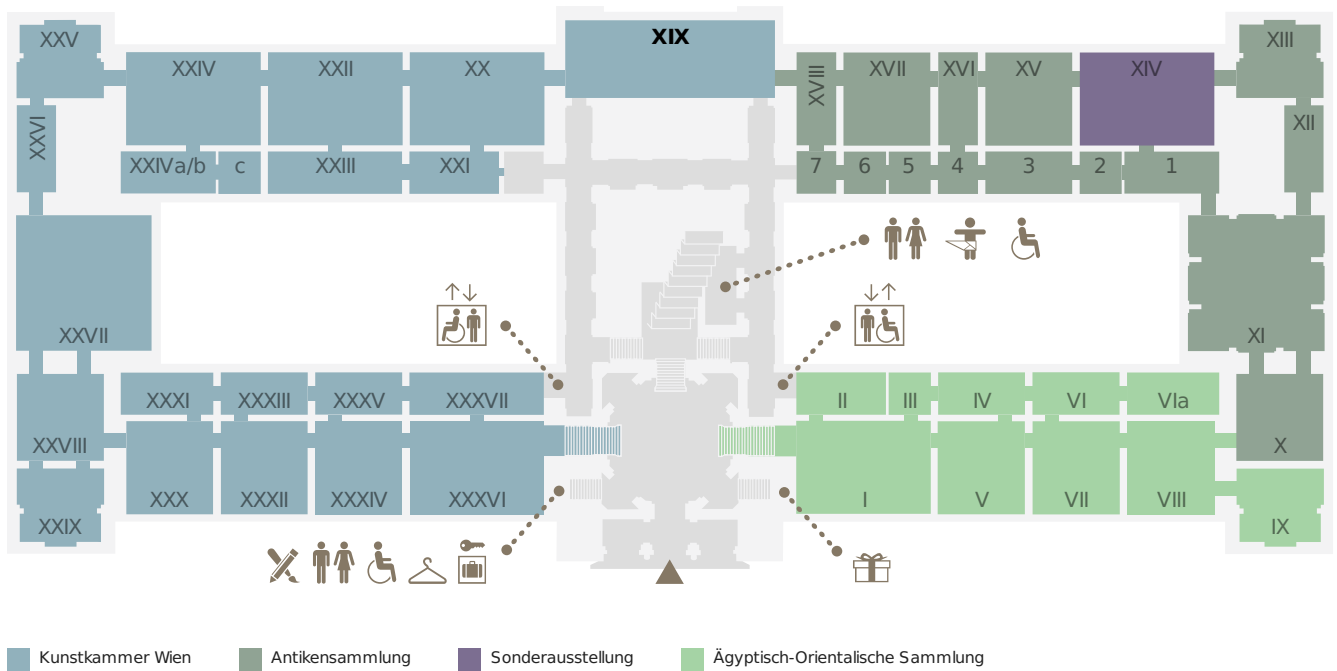 XXV
XXIV
XXII
XX
XIX
XVIII
XVII
XVI
XV
XIV
XIII
XII
XXVI
XXIVa/b
c
XXIII
XXI
7
6
5
4
3
2
1
XXVII
XI
XXXI
XXXIII
XXXV
XXXVII
II
III
IV
VI
VIa
XXVIII
X
XXX
XXXII
XXXIV
XXXVI
I
V
VII
VIII
XXIX
IX
Kunstkammer Wien
Antikensammlung
Sonderausstellung
Ägyptisch-Orientalische Sammlung